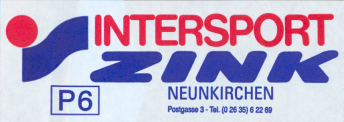 INTERSPORT
ZINK
NEUNKIRCHEN
P6
Postgasse 3 - Tel. (0 26 35) 6 22 69